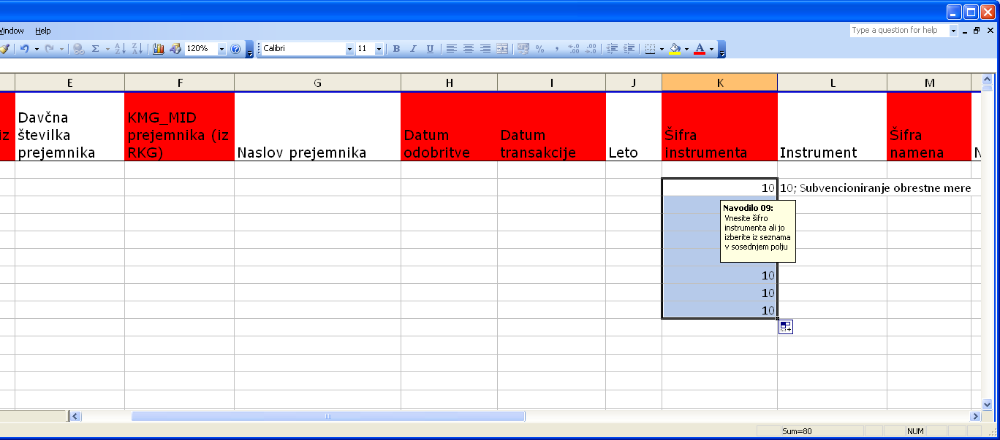 Window Help
Type a question for help
Σ 120% Calibri 11 B I U % ,
E F G H I J K L M
iz
Davčna
številka
prejemnika
KMG_MID
prejemnika (iz
RKG)
Naslov prejemnika
Datum
odobritve
Datum
transakcije
Leto
Šifra
instrumenta
Instrument
Šifra
namena
N
10 10; Subvencioniranje obrestne mere
Navodilo 09:
Vnesite šifro
instrumenta ali jo
izberite iz seznama
v sosednjem polju
10
10
10
Sum=80 NUM